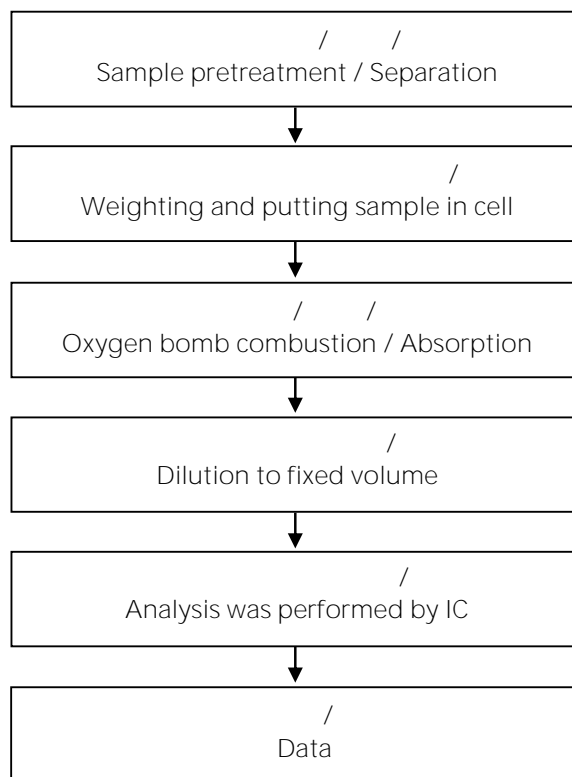 / /
Sample pretreatment / Separation
/
Weighting and putting sample in cell
/ /
Oxygen bomb combustion / Absorption
/
Dilution to fixed volume
/
Analysis was performed by IC
/
Data